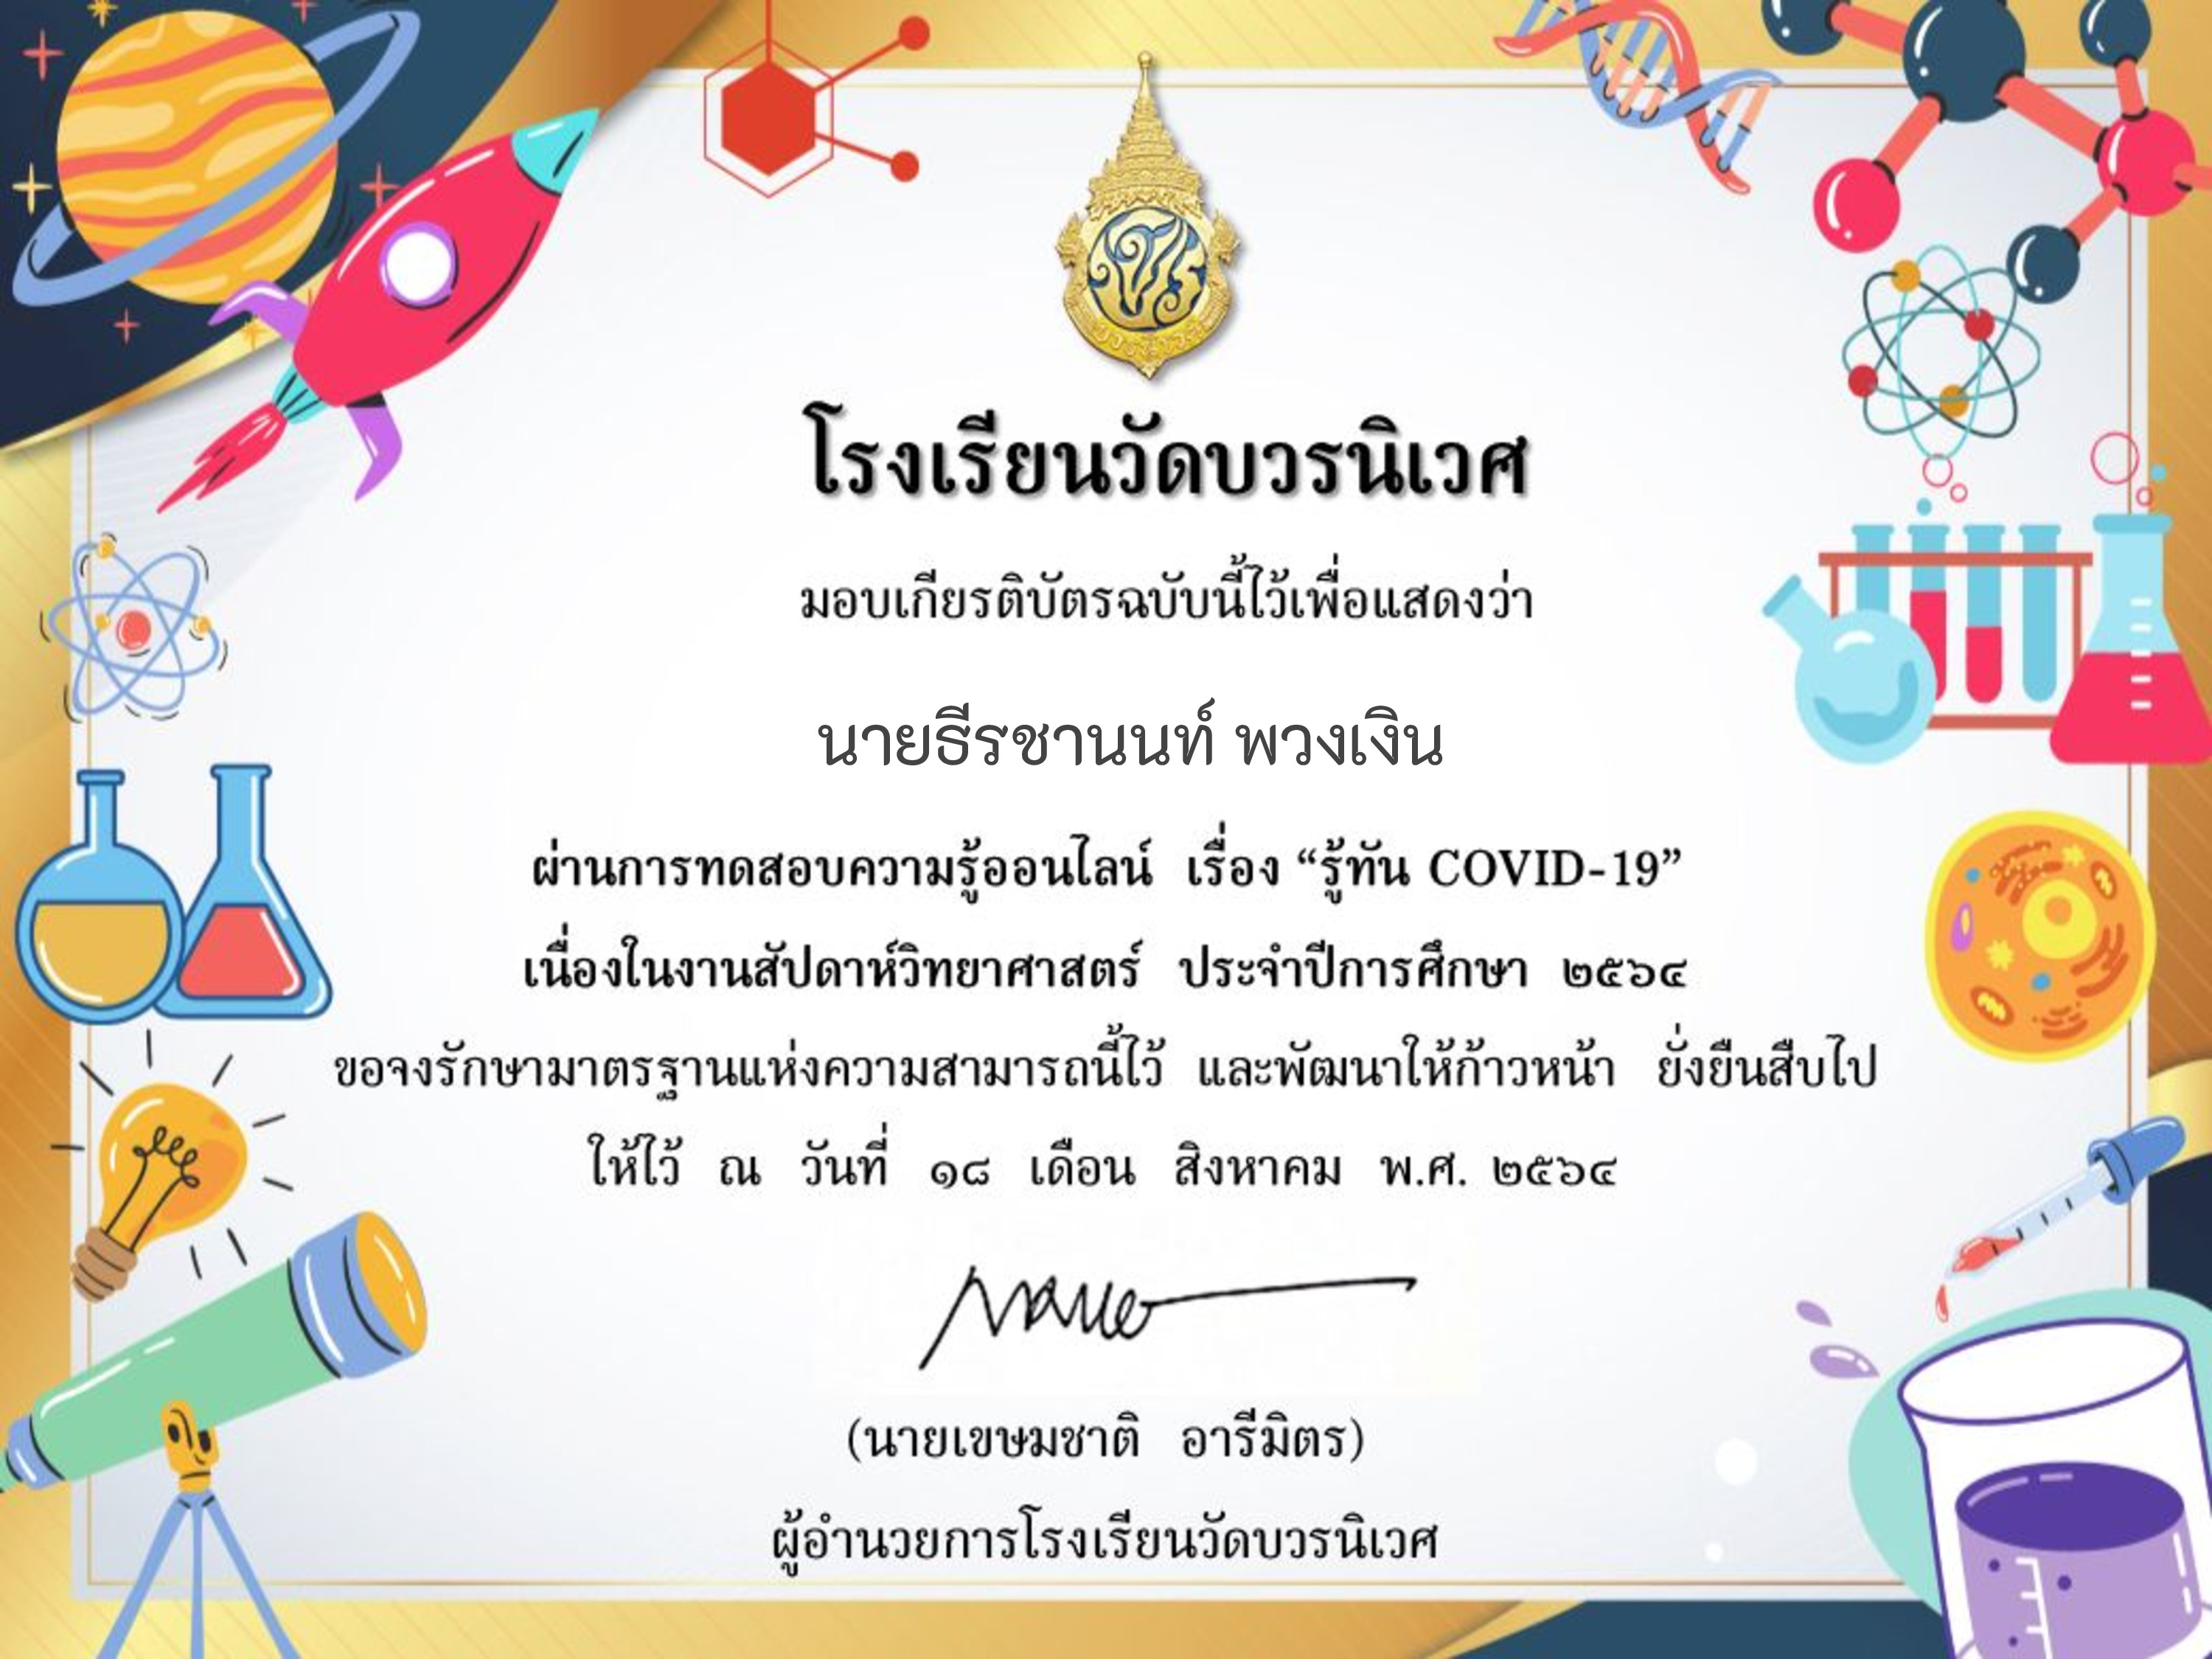 โรงเรียนวัดบวรนิเวศ
มอบเกียรติบัตรฉบับนี้ไว้เพื่อแสดงว่า
นายธีรชานนท์ พวงเงิน
ผ่านการทดสอบความรู้ออนไลน์ เรื่อง “รู้ทัน COVID-19”
เนื่องในงานสัปดาห์วิทยาศาสตร์ ประจำปีการศึกษา ๒๕๖๔
ขอจงรักษามาตรฐานแห่งความสามารถนี้ไว้ และพัฒนาให้ก้าวหน้า ยั่งยืนสืบไป
ให้ไว้ ณ วันที่ ๑๘ เดือน สิงหาคม พ.ศ. ๒๕๖๔
(นายเขษมชาติ อารีมิตร)
ผู้อำนวยการโรงเรียนวัดบวรนิเวศ